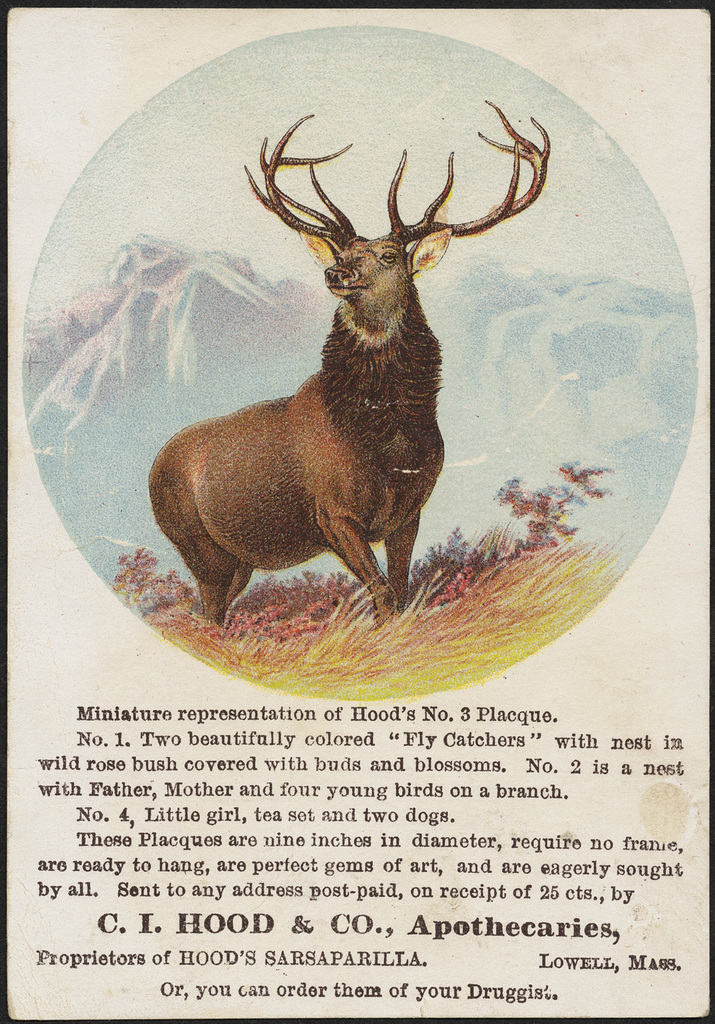 Miniature representation of Hood's No. 3 Placque.
No. 1. Two beautifully colored "Fly Catchers" with nest in
wild rose bush covered with buds and blossoms. No. 2 is a nest
with Father, Mother and four young birds on a branch.
No. 4, Little girl, tea set and two dogs.
These Placques are nine inches in diameter, require no frame,
are ready to hang, are perfect gems of art, and are eagerly sought
by all. Sent to any address post-paid, on receipt of 25 cts., by
C. I. HOOD & CO., Apothecaries,
Proprietors of HOOD'S SARSAPARILLA. LOWELL, MASS.
Or, you can order them of your Druggist.